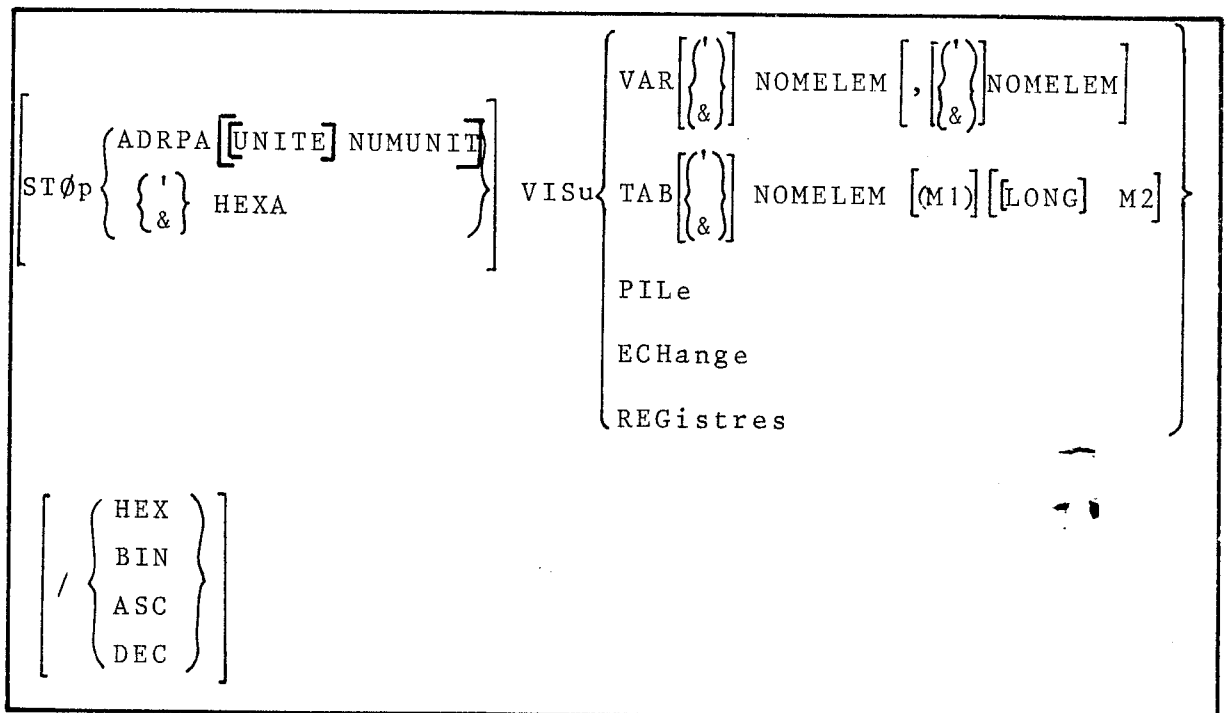 VAR [{'
&}] NOMELEM [, [{'
&}] NOMELEM]
[STØp { ADRPA [[UNITE] NUMUNIT]
{'
&} HEXA }] VISu { TAB [{'
&}] NOMELEM [(M1)] [[LONG] M2]
PILe
ECHange
REGistres }
[ / { HEX
BIN
ASC
DEC } ]